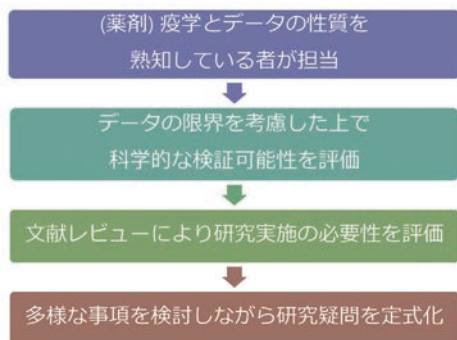 (薬剤) 疫学とデータの性質を
熟知している者が担当
データの限界を考慮した上で
科学的な検証可能性を評価
文献レビューにより研究実施の必要性を評価
多様な事項を検討しながら研究疑問を定式化